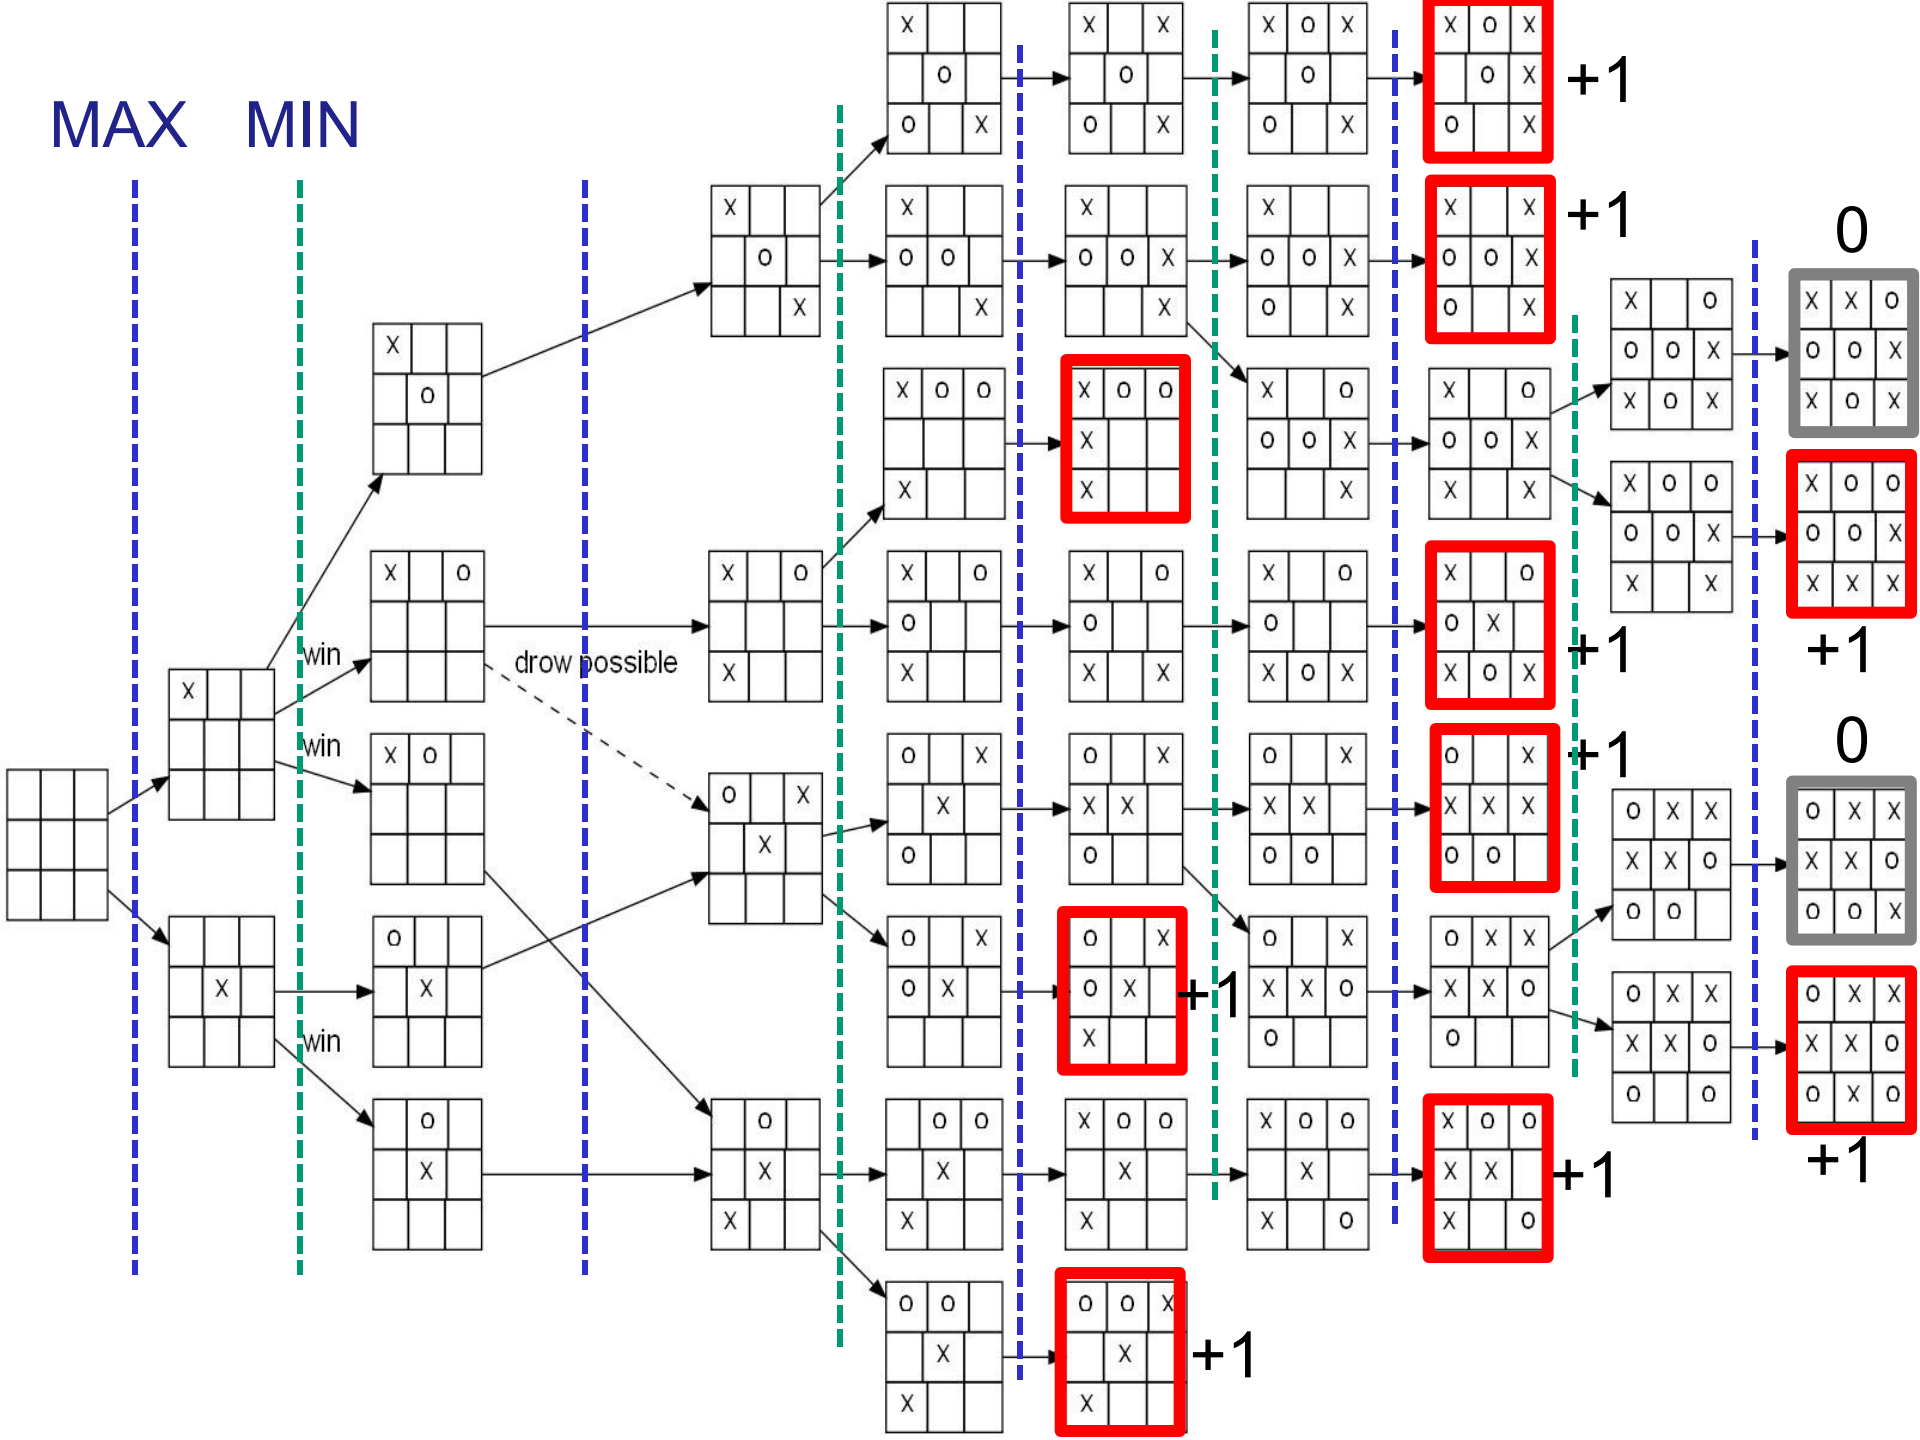 X X X X O X X O X
O O O O X +1
MAX MIN
O X O X O X O X
X X X X X X +1
O O O O O X O O X O O X 0
X X X O X O X
X O X X O
X O O X O O X
O X O O X O O X O X O X O X X O X
X O O X O O X
X X X X X X X O O X O O
O O X O O X
X O X O X O X O X O X O X X X X X
O O O O X
win drow possible +1 +1
X X X X X X O X X O X
X
win X O O X O X O X O X +1 0
O X X X X X X X X X
X O O O O O O O X X O X X
X X O X X O
O O O O X
O O X O X O X O X X
X X O X O X +1 X X O X X O O X X O X X
win X O O X X O X X O
O O O O X O
O O O O X O O X O O X O O +1 +1
X X X X X X X
X X X X O X O
O O O O X
X X +1
X X